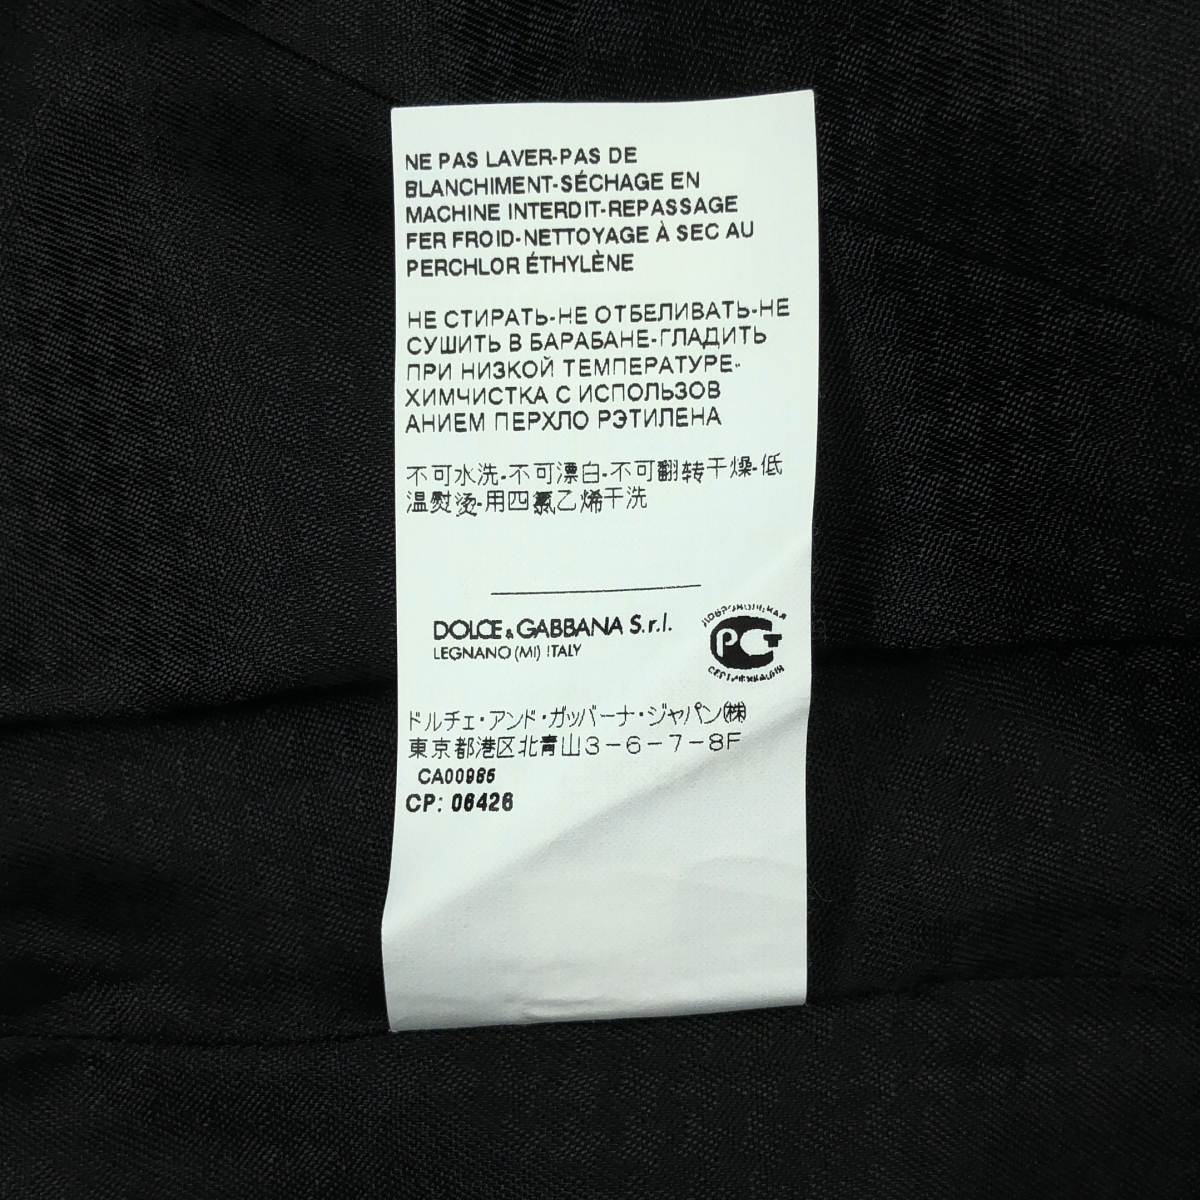 NE PAS LAVER-PAS DE
BLANCHIMENT-SÉCHAGE EN
MACHINE INTERDIT-REPASSAGE
FER FROID-NETTOYAGE À SEC AU
PERCHLOR ÉTHYLÈNE
НЕ СТИРАТЬ-НЕ ОТБЕЛИВАТЬ-НЕ
СУШИТЬ В БАРАБАНЕ-ГЛАДИТЬ
ПРИ НИЗКОЙ ТЕМПЕРАТУРЕ-
ХИМЧИСТКА С ИСПОЛЬЗОВ
АНИЕМ ПЕРХЛО РЭТИЛЕНА
不可水洗-不可漂白-不可翻转干燥-低
温熨烫-用四氯乙烯干洗
DOLCE & GABBANA S.r.l.
LEGNANO (MI) ITALY
ДОБРОВОЛЬНАЯ
РСТ
СЕРТИФИКАЦИЯ
ドルチェ・アンド・ガッバーナ・ジャパン㈱
東京都港区北青山3-6-7-8F
CA00985
CP: 06426